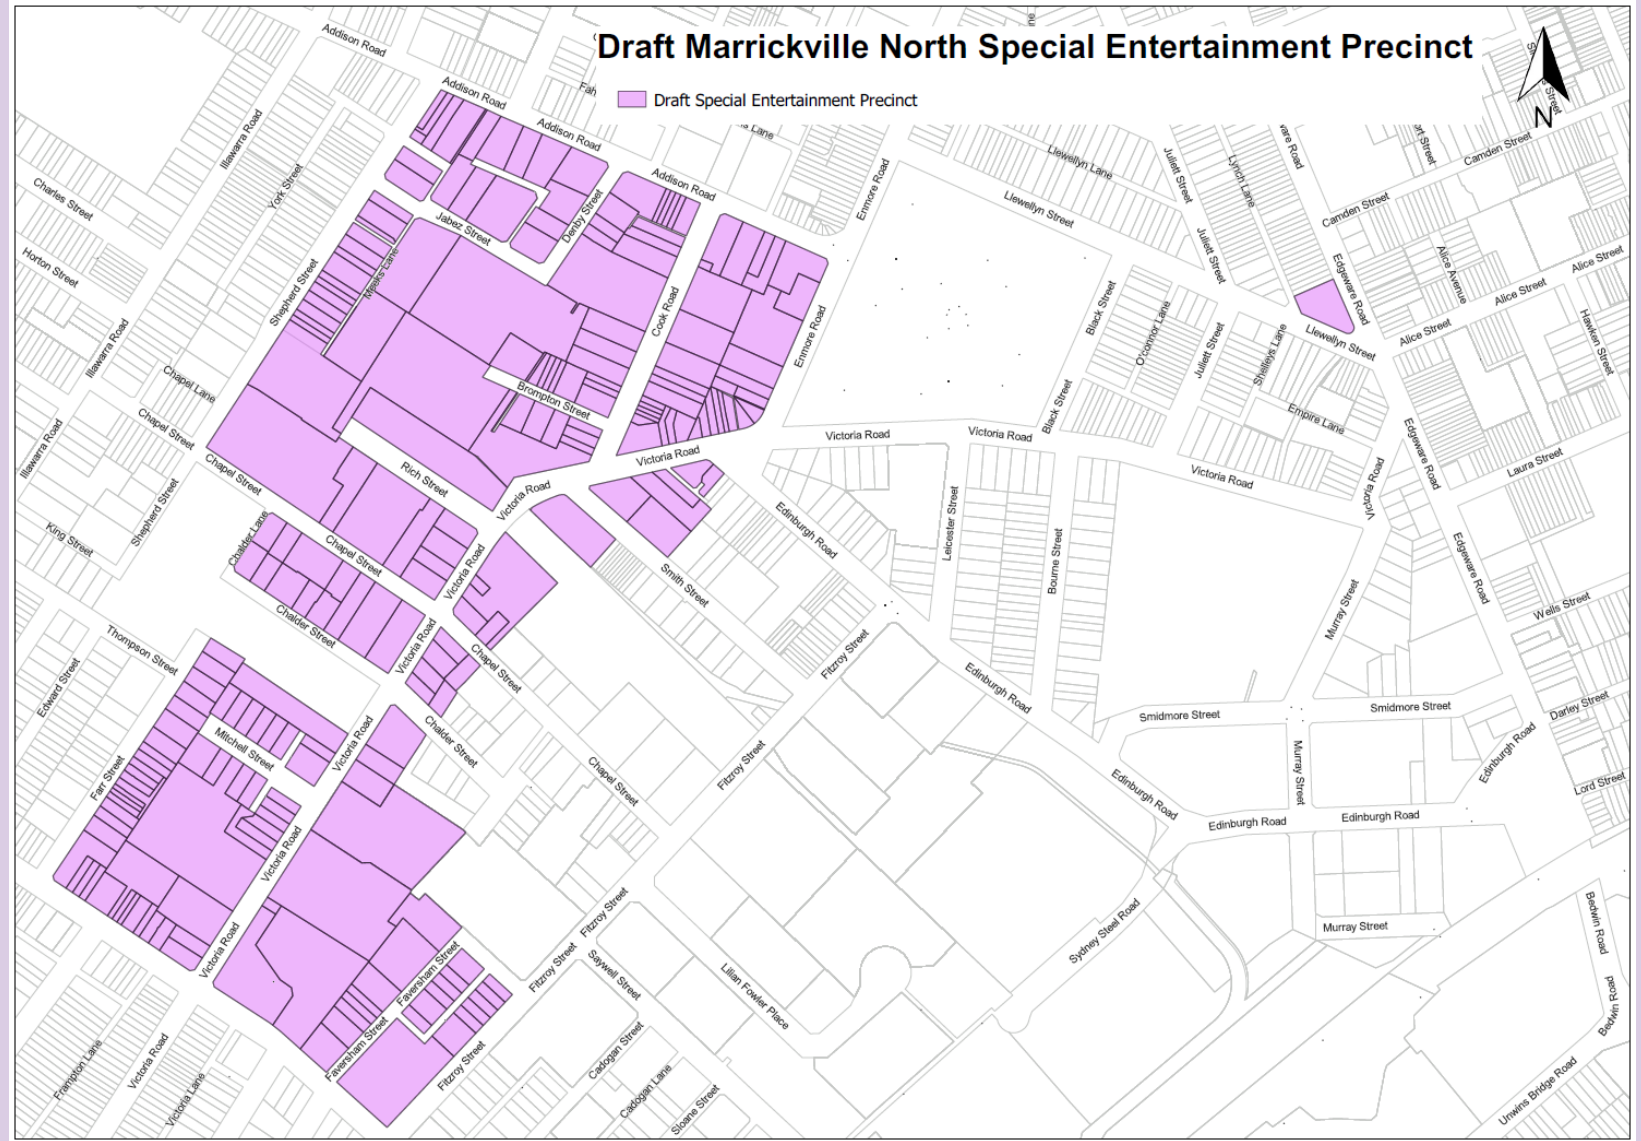 Draft Marrickville North Special Entertainment Precinct
Draft Special Entertainment Precinct
N
Addison Road
Addison Road
Addison Road
Addison Road
Illawarra Road
York Street
Charles Street
Horton Street
Illawarra Road
Shepherd Street
Meeks Lane
Jabez Street
Denby Street
Cook Road
Enmore Road
Enmore Road
Llewellyn Lane
Llewellyn Street
Juliett Street
Lynch Lane
Camden Street
Camden Street
Juliett Street
Edgeware Road
Alice Avenue
Alice Street
Alice Street
Alice Street
Hawken Street
Llewellyn Street
Black Street
O'connor Lane
Juliett Street
Shelleys Lane
Empire Lane
Black Street
Chapel Lane
Chapel Street
Illawarra Road
Brompton Street
Victoria Road
Victoria Road
Victoria Road
Victoria Road
Victoria Road
Edgeware Road
Laura Street
Chapel Street
Rich Street
Victoria Road
Shepherd Street
King Street
Chalder Lane
Chapel Street
Victoria Road
Edinburgh Road
Leicester Street
Bourne Street
Smith Street
Edgeware Road
Wells Street
Murray Street
Chalder Street
Victoria Road
Chapel Street
Fitzroy Street
Edinburgh Road
Thompson Street
Edward Street
Smidmore Street
Smidmore Street
Darley Street
Mitchell Street
Victoria Road
Chalder Street
Fitzroy Street
Chapel Street
Murray Street
Edinburgh Road
Edinburgh Road
Farr Street
Lord Street
Edinburgh Road
Edinburgh Road
Victoria Road
Fitzroy Street
Sydney Steel Road
Murray Street
Bedwin Road
Victoria Road
Faversham Street
Fitzroy Street
Saywell Street
Lilian Fowler Place
Bedwin Road
Faversham Street
Fitzroy Street
Cadogan Street
Cadogan Lane
Sloane Street
Frampton Lane
Victoria Road
Victoria Lane
Unwins Bridge Road